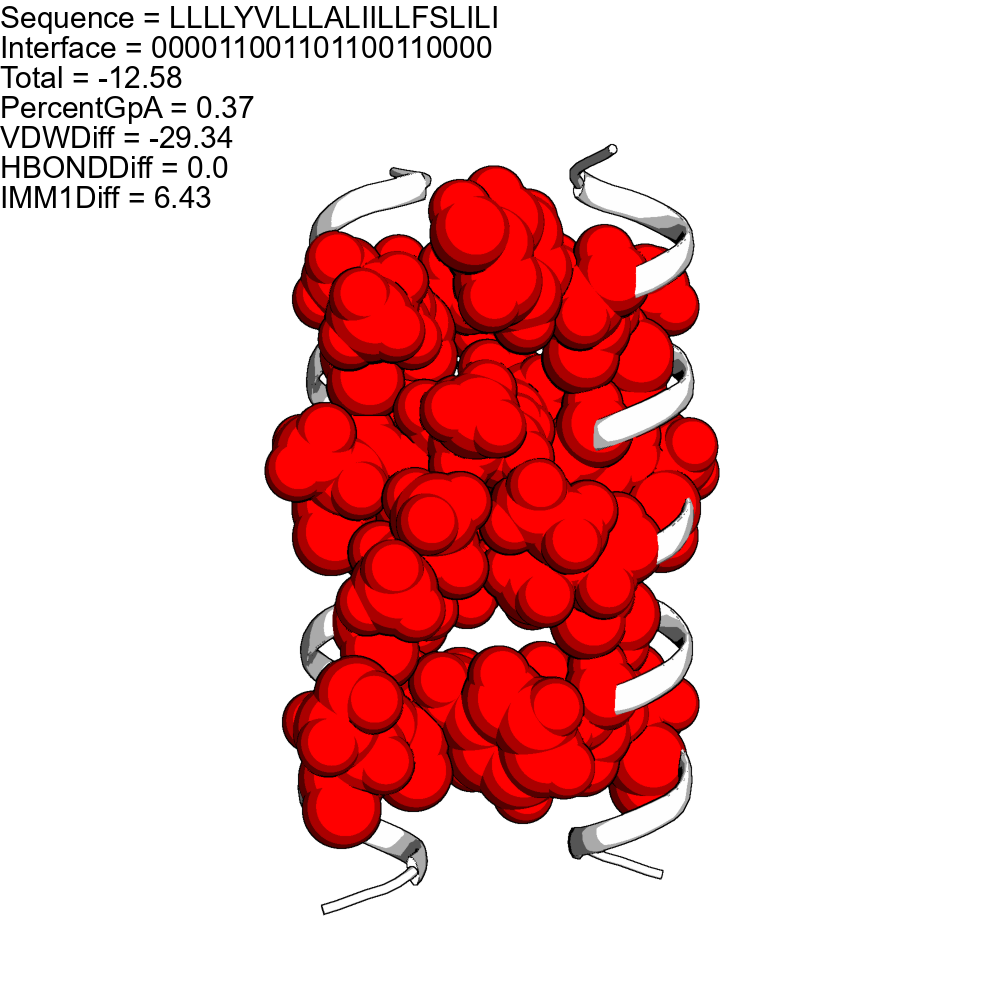 Sequence = LLLLYVLLLALIILLFSLILI
Interface = 000011001101100110000
Total = -12.58
PercentGpA = 0.37
VDWDiff = -29.34
HBONDDiff = 0.0
IMM1Diff = 6.43